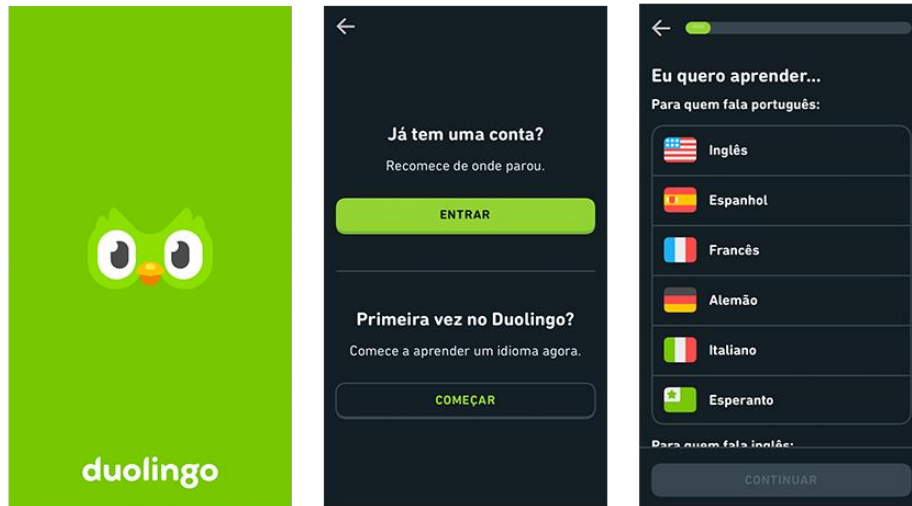 duolingo
Já tem uma conta?
Recomece de onde parou.
ENTRAR
Primeira vez no Duolingo?
Comece a aprender um idioma agora.
COMEÇAR
Eu quero aprender...
Para quem fala português:
Inglês
Espanhol
Francês
Alemão
Italiano
Esperanto
Para quem fala inglês:
CONTINUAR